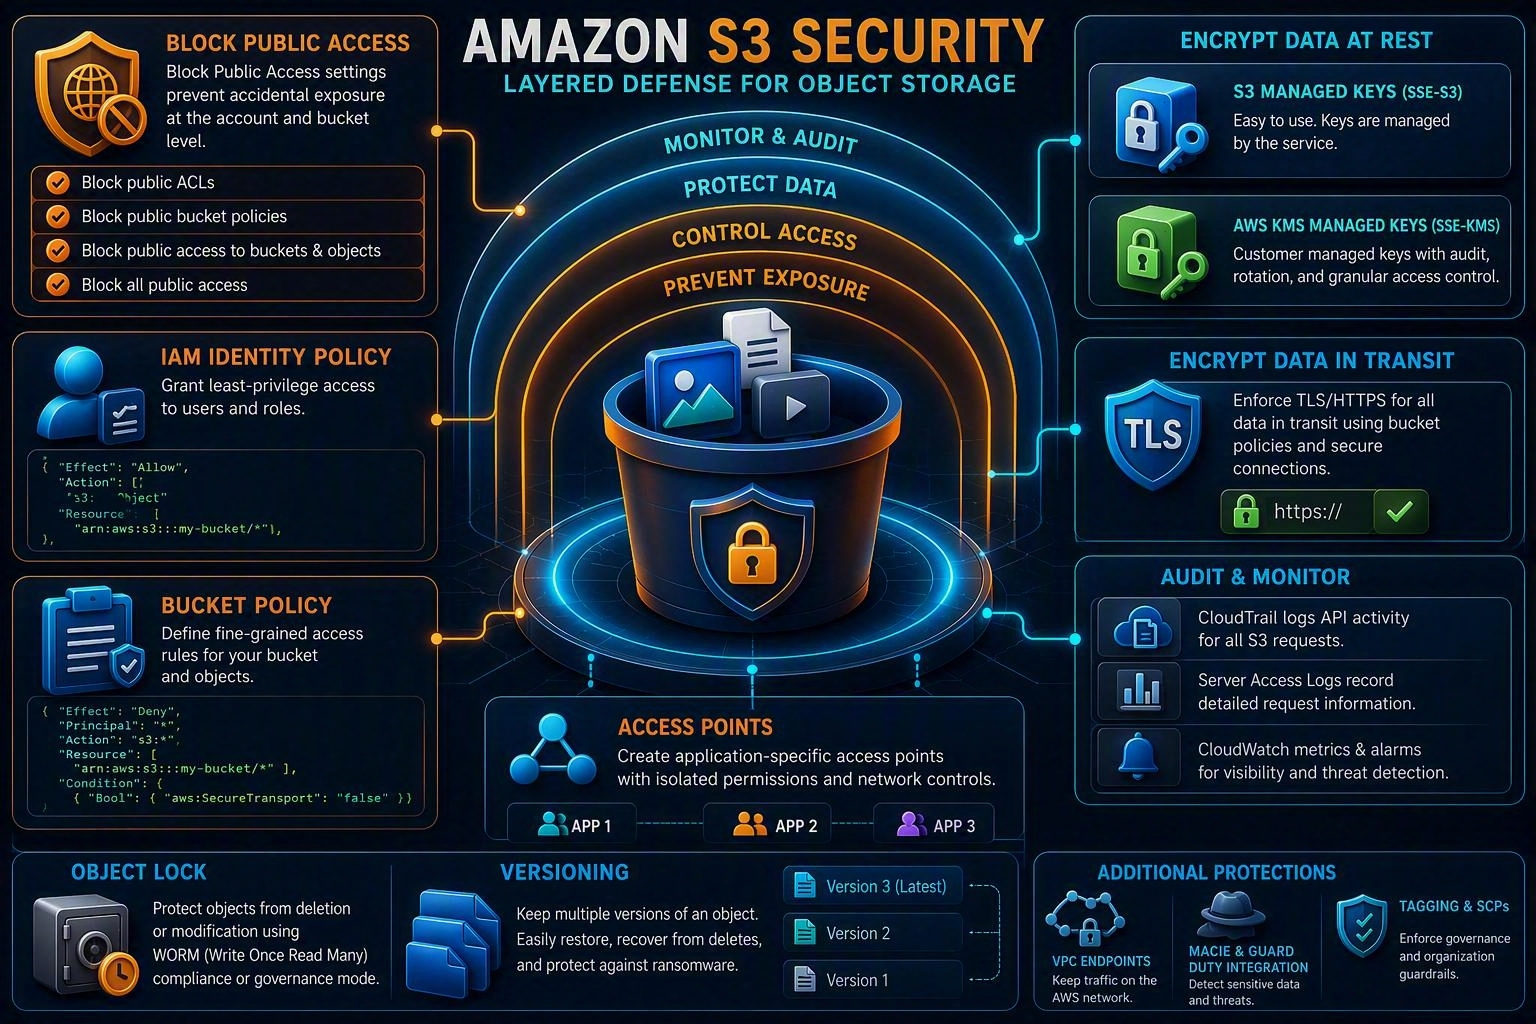 AMAZON S3 SECURITY
LAYERED DEFENSE FOR OBJECT STORAGE
BLOCK PUBLIC ACCESS
Block Public Access settings
prevent accidental exposure
at the account and bucket
level.
Block public ACLs
Block public bucket policies
Block public access to buckets & objects
Block all public access
IAM IDENTITY POLICY
Grant least-privilege access
to users and roles.
{ "Effect": "Allow",
"Action": [
"s3:
"Resource": [
"arn:aws:s3:::my-bucket/*"},
},
BUCKET POLICY
Define fine-grained access
rules for your bucket
and objects.
{ "Effect": "Deny",
"Principal": "*",
"Action": "s3:*",
"Resource": [
"arn:aws:s3:::my-bucket/*" ],
"Condition": {
{ "Bool": { "aws:SecureTransport": "false" }}
}
MONITOR & AUDIT
PROTECT DATA
CONTROL ACCESS
PREVENT EXPOSURE
ACCESS POINTS
Create application-specific access points
with isolated permissions and network controls.
APP 1
APP 2
APP 3
ENCRYPT DATA AT REST
S3 MANAGED KEYS (SSE-S3)
Easy to use. Keys are managed
by the service.
AWS KMS MANAGED KEYS (SSE-KMS)
Customer managed keys with audit,
rotation, and granular access control.
ENCRYPT DATA IN TRANSIT
TLS
Enforce TLS/HTTPS for all
data in transit using bucket
policies and secure
connections.
https://
AUDIT & MONITOR
CloudTrail logs API activity
for all S3 requests.
Server Access Logs record
detailed request information.
CloudWatch metrics & alarms
for visibility and threat detection.
OBJECT LOCK
Protect objects from deletion
or modification using
WORM (Write Once Read Many)
compliance or governance mode.
VERSIONING
Keep multiple versions of an object.
Easily restore, recover from deletes,
and protect against ransomware.
Version 3 (Latest)
Version 2
Version 1
ADDITIONAL PROTECTIONS
VPC ENDPOINTS
Keep traffic on the
AWS network.
MACIE & GUARD
DUTY INTEGRATION
Detect sensitive data
and threats.
TAGGING & SCPs
Enforce governance
and organization
guardrails.